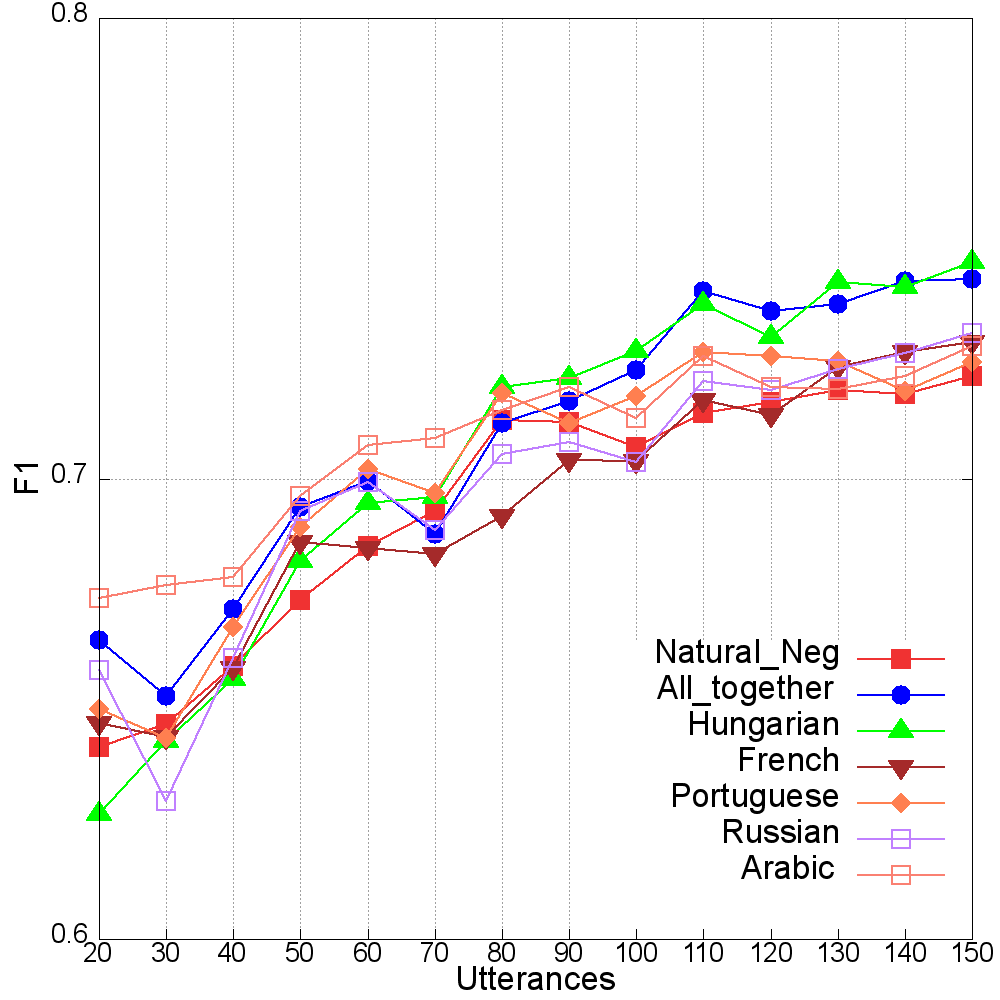 0.8
0.7
0.6
F1
20 30 40 50 60 70 80 90 100 110 120 130 140 150
Utterances
Natural_Neg
All_together
Hungarian
French
Portuguese
Russian
Arabic